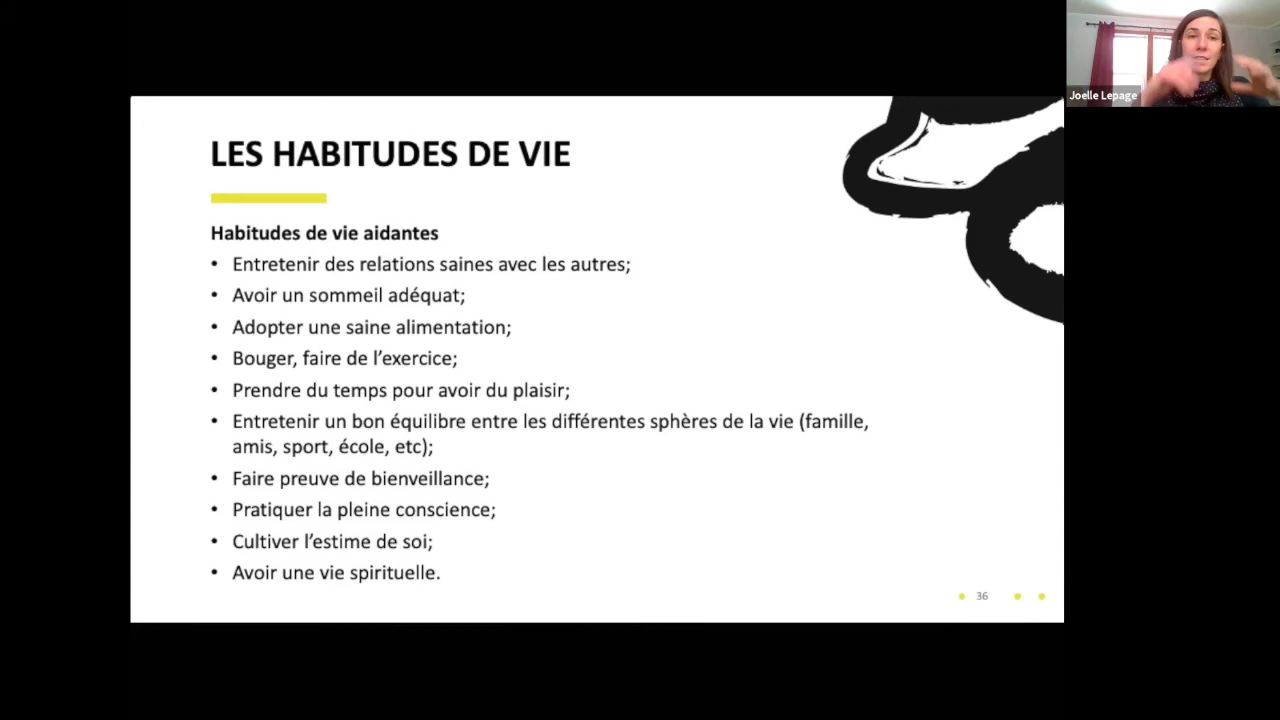 Joelle Lepage
LES HABITUDES DE VIE
Habitudes de vie aidantes
• Entretenir des relations saines avec les autres;
• Avoir un sommeil adéquat;
• Adopter une saine alimentation;
• Bouger, faire de l’exercice;
• Prendre du temps pour avoir du plaisir;
• Entretenir un bon équilibre entre les différentes sphères de la vie (famille,
amis, sport, école, etc);
• Faire preuve de bienveillance;
• Pratiquer la pleine conscience;
• Cultiver l’estime de soi;
• Avoir une vie spirituelle.
36